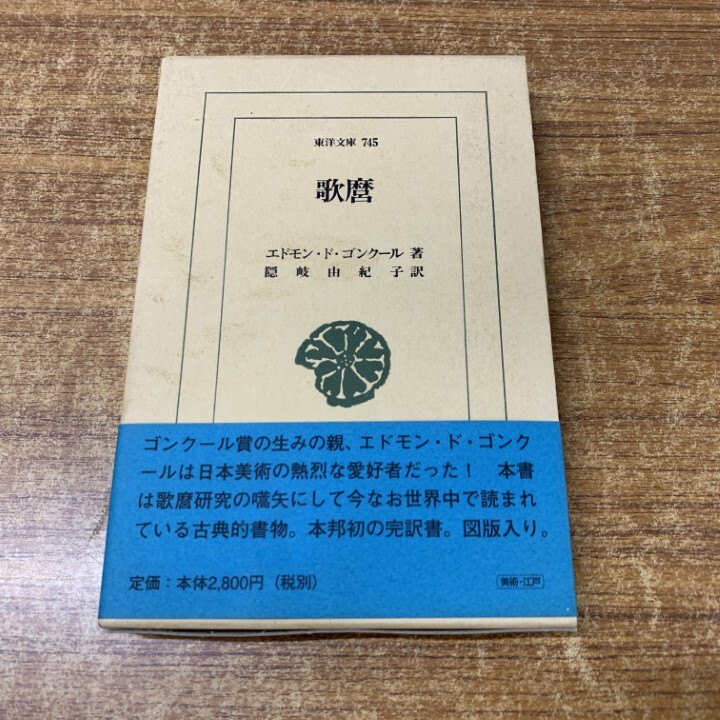 東洋文庫 745
歌麿
エドモン・ド・ゴンクール 著
隠岐由紀子訳
ゴンクール賞の生みの親、エドモン・ド・ゴンク
ールは日本美術の熱烈な愛好者だった！ 本書
は歌麿研究の嚆矢にして今なお世界中で読まれ
ている古典的書物。本邦初の完訳書。図版入り。
定価：本体2,800円（税別）
美術・江戸